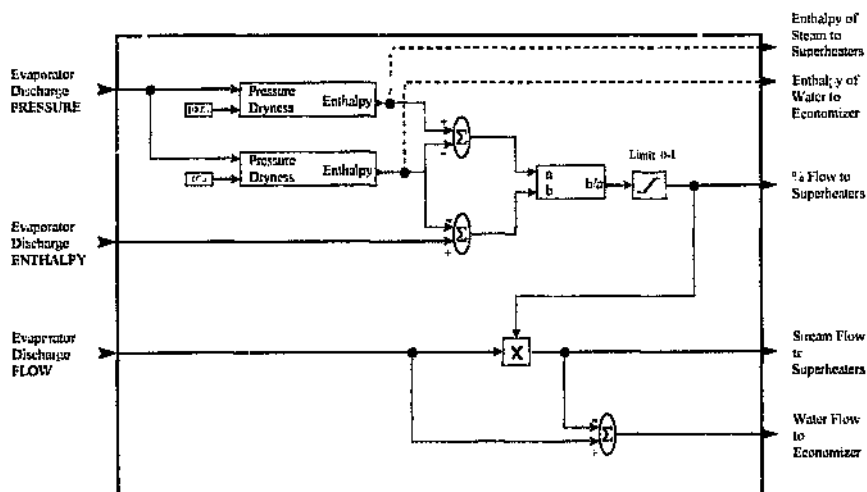 Enthalpy of
Steam to
Superheaters
Evaporator
Discharge
PRESSURE
Pressure
Dryness
Enthalpy
Enthalpy of
Water to
Economizer
Pressure
Dryness
Enthalpy
+
-
Σ
a
b
b/a
Limit 0-1
% Flow to
Superheaters
Evaporator
Discharge
ENTHALPY
-
+
Σ
Evaporator
Discharge
FLOW
X
Stream Flow
to
Superheaters
-
+
Σ
Water Flow
to
Economizer